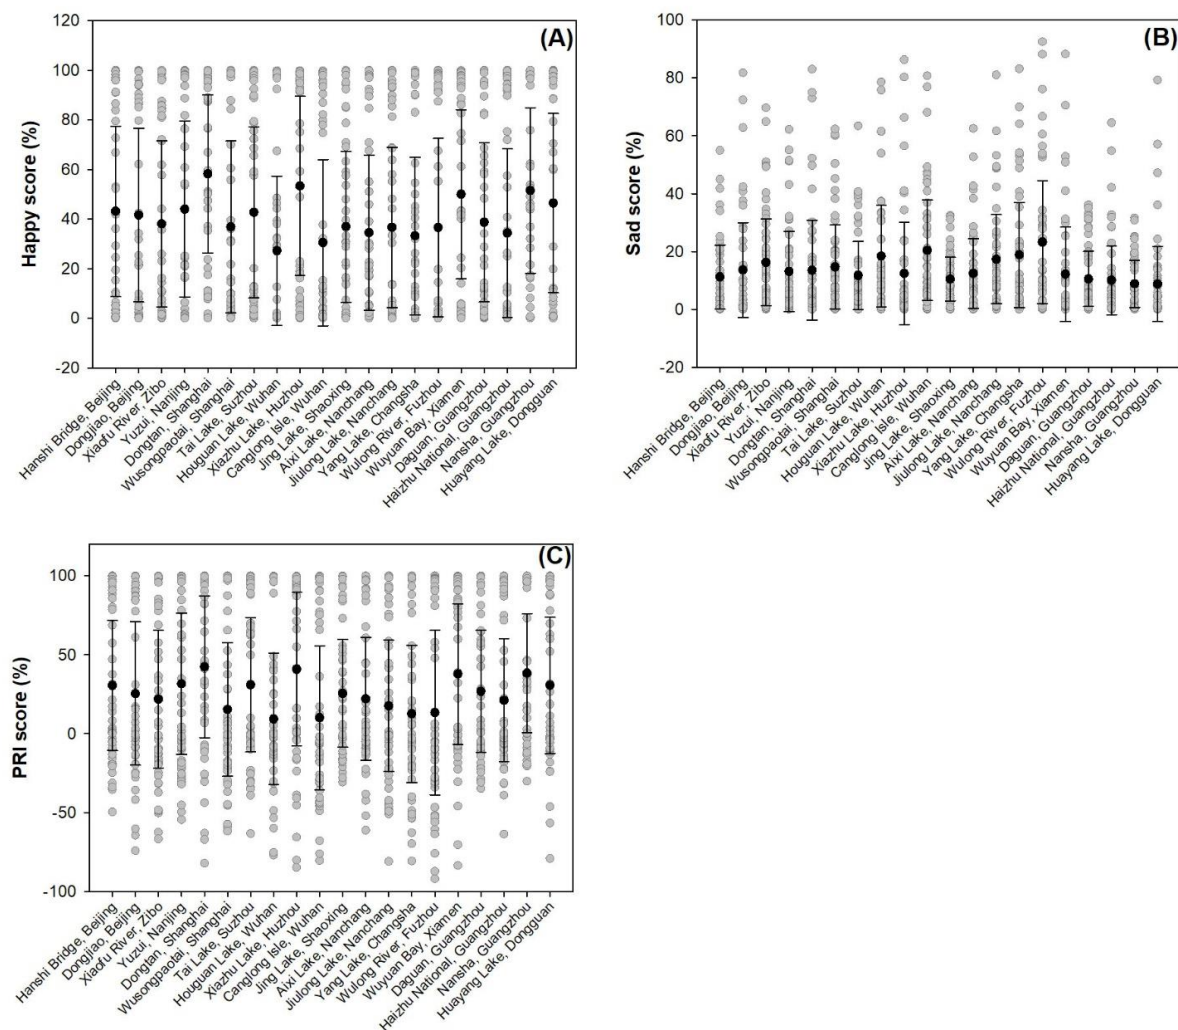 (A)
Happy score (%)
120
100
80
60
40
20
0
-20
Hanshi Bridge, Beijing
Dongjiao, Beijing
Xiaofu River, Zibo
Yuzui, Nanjing
Dongtan, Shanghai
Wusongpaotai, Shanghai
Tai Lake, Suzhou
Houguan Lake, Wuhan
Xiazhu Lake, Huzhou
Canglong Isle, Wuhan
Jing Lake, Shaoxing
Aixi Lake, Nanchang
Jiulong Lake, Nanchang
Yang Lake, Changsha
Wulong River, Fuzhou
Wuyuan Bay, Xiamen
Daguan, Guangzhou
Haizhu National, Guangzhou
Nansha, Guangzhou
Huayang Lake, Dongguan
(B)
Sad score (%)
100
80
60
40
20
0
-20
Hanshi Bridge, Beijing
Dongjiao, Beijing
Xiaofu River, Zibo
Yuzui, Nanjing
Dongtan, Shanghai
Wusongpaotai, Shanghai
Tai Lake, Suzhou
Houguan Lake, Wuhan
Xiazhu Lake, Huzhou
Canglong Isle, Wuhan
Jing Lake, Shaoxing
Aixi Lake, Nanchang
Jiulong Lake, Nanchang
Yang Lake, Changsha
Wulong River, Fuzhou
Wuyuan Bay, Xiamen
Daguan, Guangzhou
Haizhu National, Guangzhou
Nansha, Guangzhou
Huayang Lake, Dongguan
(C)
PRI score (%)
100
50
0
-50
-100
Hanshi Bridge, Beijing
Dongjiao, Beijing
Xiaofu River, Zibo
Yuzui, Nanjing
Dongtan, Shanghai
Wusongpaotai, Shanghai
Tai Lake, Suzhou
Houguan Lake, Wuhan
Xiazhu Lake, Huzhou
Canglong Isle, Wuhan
Jing Lake, Shaoxing
Aixi Lake, Nanchang
Jiulong Lake, Nanchang
Yang Lake, Changsha
Wulong River, Fuzhou
Wuyuan Bay, Xiamen
Daguan, Guangzhou
Haizhu National, Guangzhou
Nansha, Guangzhou
Huayang Lake, Dongguan